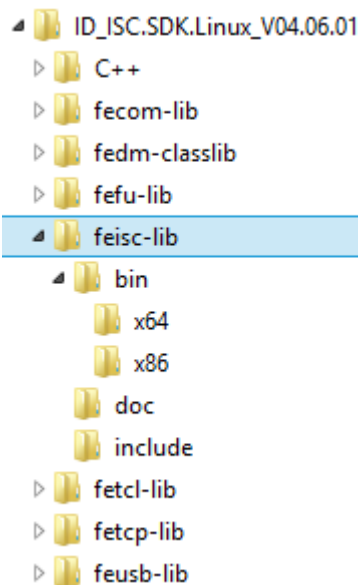 ID_ISC.SDK.Linux_V04.06.01
C++
fecom-lib
fedm-classlib
fefu-lib
feisc-lib
bin
x64
x86
doc
include
fetcl-lib
fetcp-lib
feusb-lib